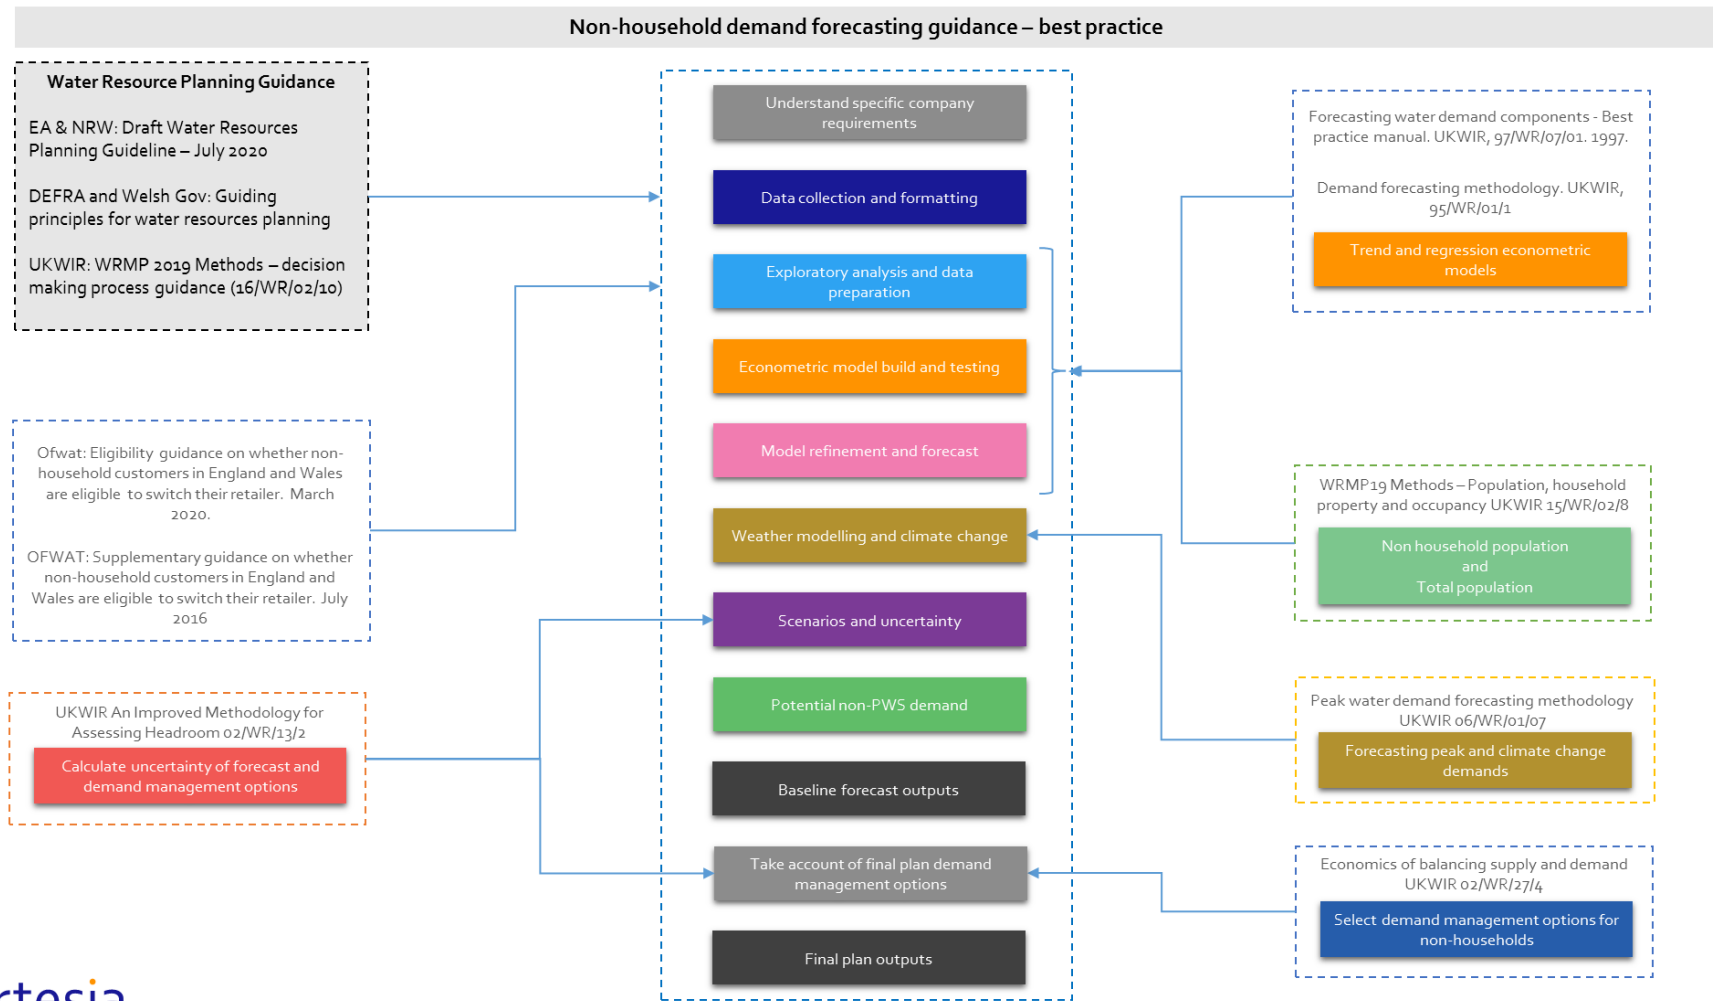 Non-household demand forecasting guidance – best practice
Water Resource Planning Guidance
EA & NRW: Draft Water Resources
Planning Guideline – July 2020
DEFRA and Welsh Gov: Guiding
principles for water resources planning
UKWIR: WRMP 2019 Methods – decision
making process guidance (16/WR/02/10)
Ofwat: Eligibility guidance on whether non-
household customers in England and Wales
are eligible to switch their retailer. March
2020.
OFWAT: Supplementary guidance on whether
non-household customers in England and
Wales are eligible to switch their retailer. July
2016
UKWIR An Improved Methodology for
Assessing Headroom 02/WR/13/2
Calculate uncertainty of forecast and
demand management options
Understand specific company
requirements
Data collection and formatting
Exploratory analysis and data
preparation
Econometric model build and testing
Model refinement and forecast
Weather modelling and climate change
Scenarios and uncertainty
Potential non-PWS demand
Baseline forecast outputs
Take account of final plan demand
management options
Final plan outputs
Forecasting water demand components - Best
practice manual. UKWIR, 97/WR/07/01. 1997.
Demand forecasting methodology. UKWIR,
95/WR/01/1
Trend and regression econometric
models
WRMP19 Methods – Population, household
property and occupancy UKWIR 15/WR/02/8
Non household population
and
Total population
Peak water demand forecasting methodology
UKWIR 06/WR/01/07
Forecasting peak and climate change
demands
Economics of balancing supply and demand
UKWIR 02/WR/27/4
Select demand management options for
non-households
rtesia